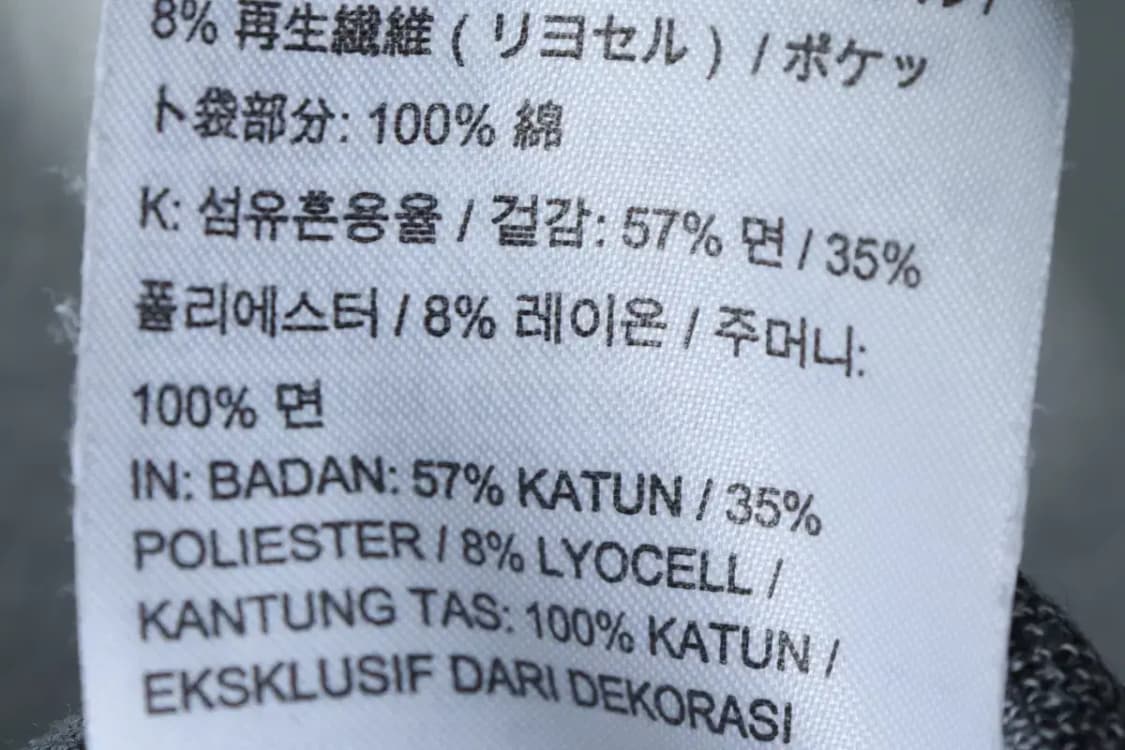 8% 再生繊維 ( リヨセル ) / ポケッ
ト袋部分: 100% 綿
K: 섬유혼용율 / 겉감: 57% 면 / 35%
폴리에스터 / 8% 레이온 / 주머니:
100% 면
IN: BADAN: 57% KATUN / 35%
POLIESTER / 8% LYOCELL /
KANTUNG TAS: 100% KATUN /
EKSKLUSIF DARI DEKORASI